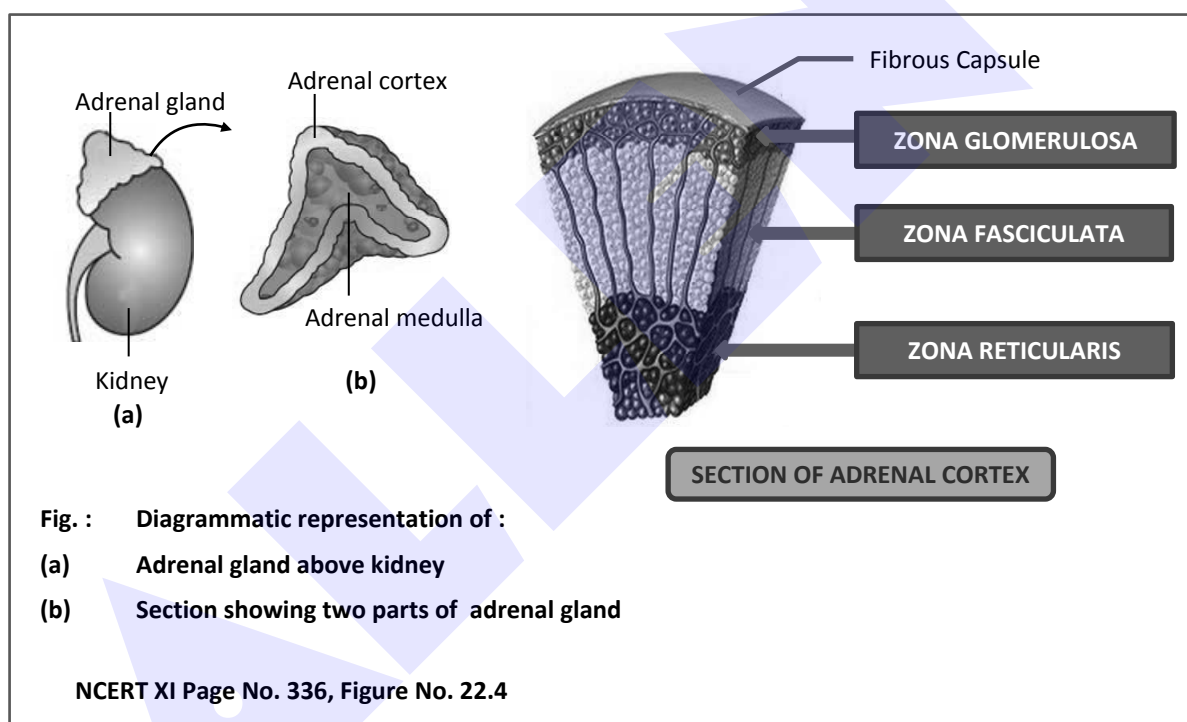 Adrenal gland
Kidney
(a)
Adrenal cortex
Adrenal medulla
(b)
Fibrous Capsule
ZONA GLOMERULOSA
ZONA FASCICULATA
ZONA RETICULARIS
SECTION OF ADRENAL CORTEX
Fig. : Diagrammatic representation of :
(a) Adrenal gland above kidney
(b) Section showing two parts of adrenal gland
NCERT XI Page No. 336, Figure No. 22.4